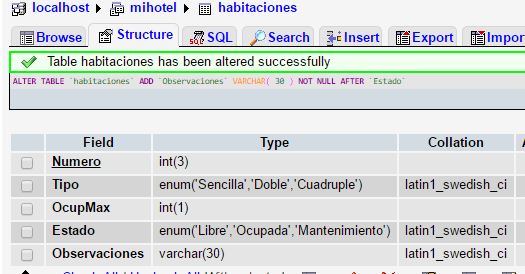 localhost ▸ mihotel ▸ habitaciones
Browse Structure SQL Search Insert Export
Table habitaciones has been altered successfully
ALTER TABLE `habitaciones` ADD `Observaciones` VARCHAR( 30 ) NOT NULL AFTER `Estado`
Field Type Collation
Numero int(3)
Tipo enum('Sencilla','Doble','Cuadruple') latin1_swedish_ci
OcupMax int(1)
Estado enum('Libre','Ocupada','Mantenimiento') latin1_swedish_ci
Observaciones varchar(30) latin1_swedish_ci